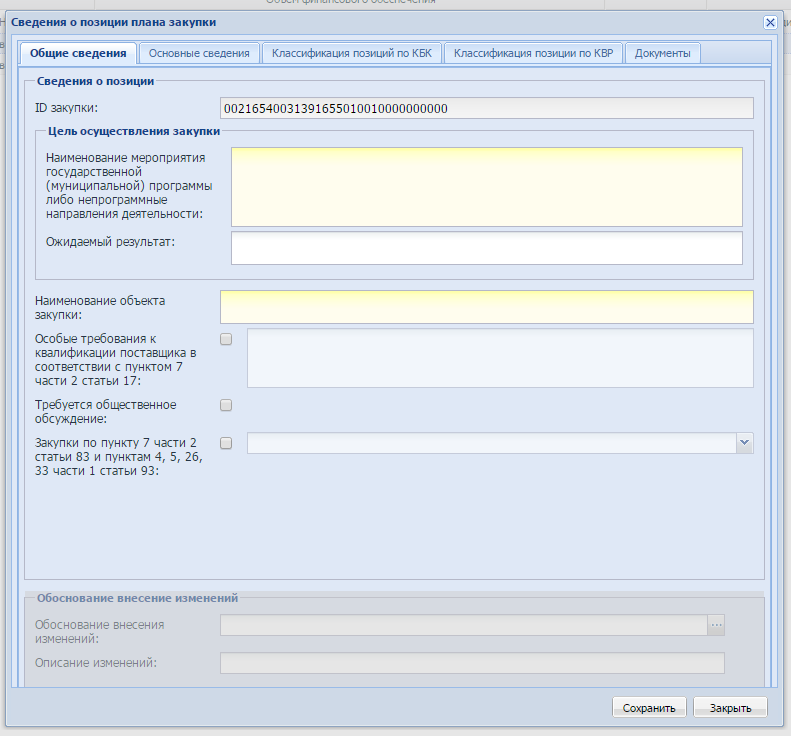 Объем финансового обеспечения
Сведения о позиции плана закупки
Общие сведения
Основные сведения
Классификация позиций по КБК
Классификация позиции по КВР
Документы
Сведения о позиции
ID закупки:
002165400313916550100100000000000
Цель осуществления закупки
Наименование мероприятия
государственной
(муниципальной) программы
либо непрограммные
направления деятельности:
Ожидаемый результат:
Наименование объекта
закупки:
Особые требования к
квалификации поставщика в
соответствии с пунктом 7
части 2 статьи 17:
Требуется общественное
обсуждение:
Закупки по пункту 7 части 2
статьи 83 и пунктам 4, 5, 26,
33 части 1 статьи 93:
Обоснование внесение изменений
Обоснование внесения
изменений:
...
Описание изменений:
Сохранить
Закрыть